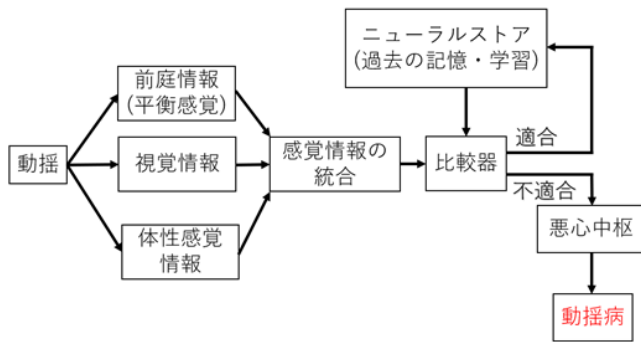 ニューラルストア
(過去の記憶・学習)
前庭情報
(平衡感覚)
動揺
視覚情報
感覚情報の
統合
比較器
適合
不適合
体性感覚
情報
悪心中枢
動揺病